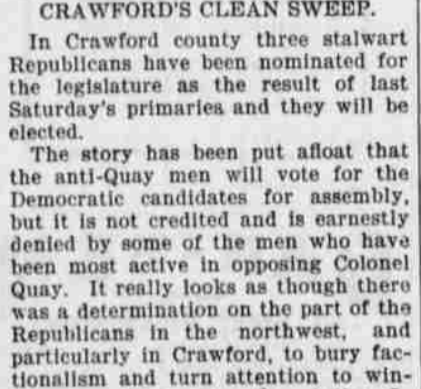 CRAWFORD'S CLEAN SWEEP.
In Crawford county three stalwart
Republicans have been nominated for
the legislature as the result of last
Saturday's primaries and they will be
elected.
The story has been put afloat that
the anti-Quay men will vote for the
Democratic candidates for assembly,
but it is not credited and is earnestly
denied by some of the men who have
been most active in opposing Colonel
Quay. It really looks as though there
was a determination on the part of the
Republicans in the northwest, and
particularly in Crawford, to bury fac-
tionalism and turn attention to win-